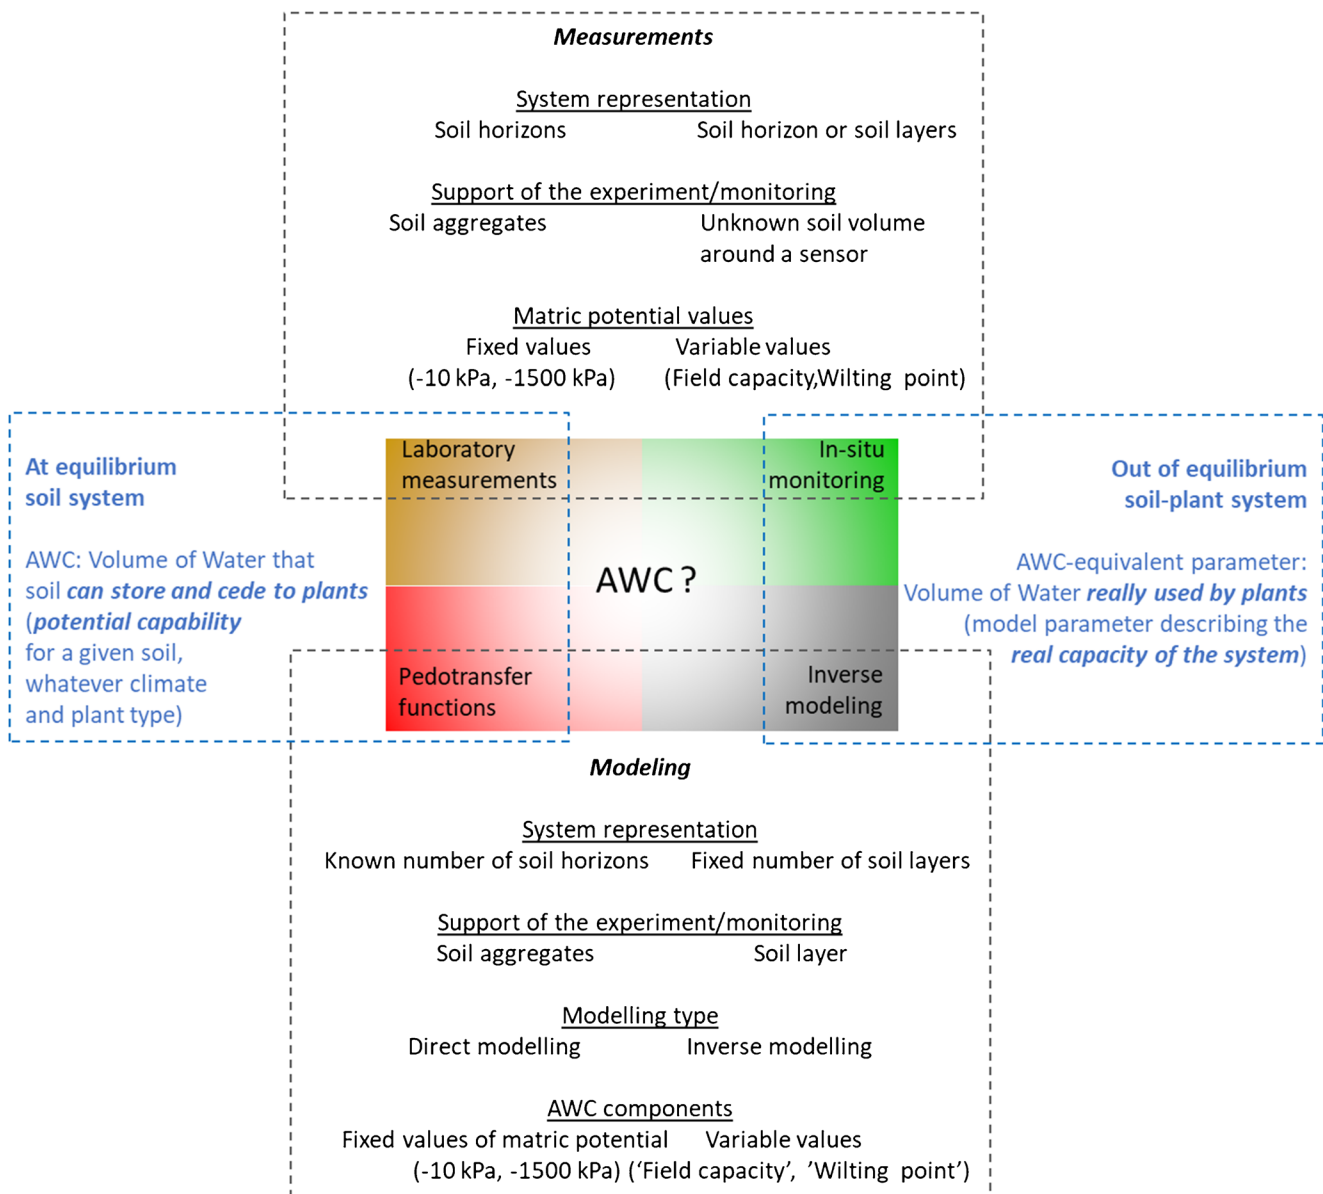 Measurements
System representation
Soil horizons Soil horizon or soil layers
Support of the experiment/monitoring
Soil aggregates Unknown soil volume
around a sensor
Matric potential values
Fixed values Variable values
(-10 kPa, -1500 kPa) (Field capacity,Wilting point)
At equilibrium
soil system
AWC: Volume of Water that
soil can store and cede to plants
(potential capability
for a given soil,
whatever climate
and plant type)
Laboratory
measurements
In-situ
monitoring
AWC ?
Pedotransfer
functions
Inverse
modeling
Out of equilibrium
soil-plant system
AWC-equivalent parameter:
Volume of Water really used by plants
(model parameter describing the
real capacity of the system)
Modeling
System representation
Known number of soil horizons Fixed number of soil layers
Support of the experiment/monitoring
Soil aggregates Soil layer
Modelling type
Direct modelling Inverse modelling
AWC components
Fixed values of matric potential Variable values
(-10 kPa, -1500 kPa) (‘Field capacity’, ’Wilting point’)